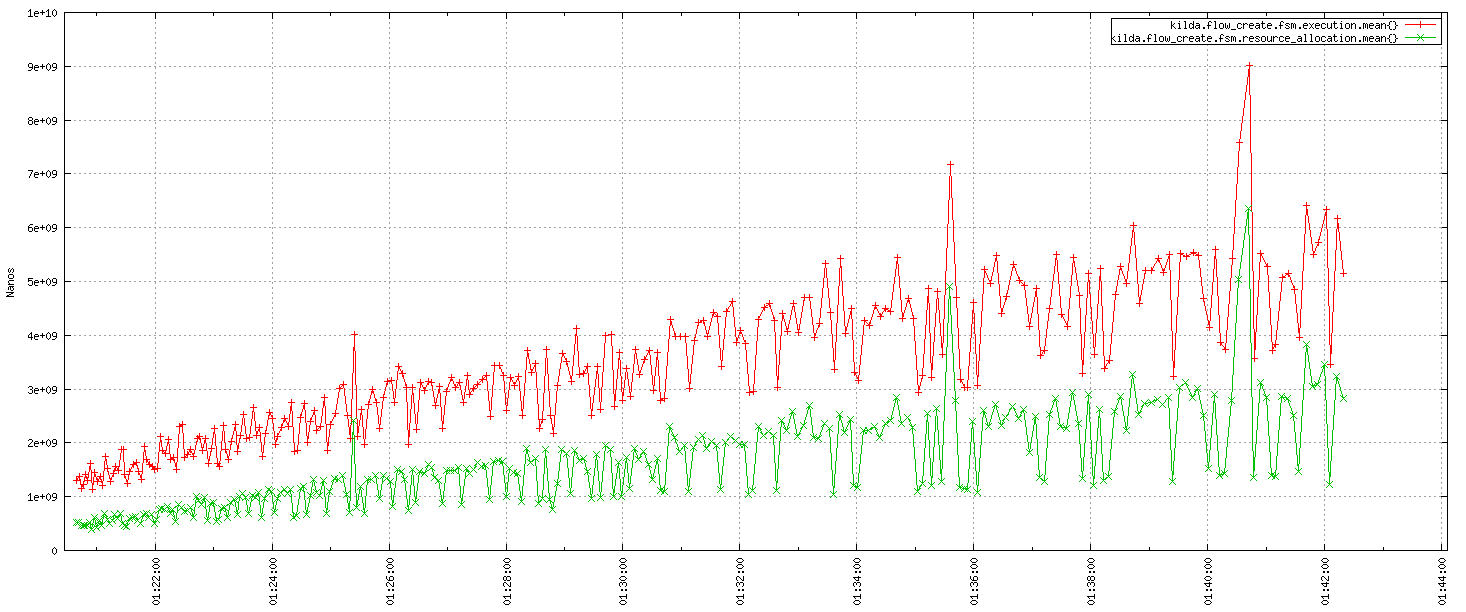 1e+10
9e+09
8e+09
7e+09
6e+09
5e+09
4e+09
3e+09
2e+09
1e+09
0
Nanos
kilda.flow_create.fsm.execution.mean{}
kilda.flow_create.fsm.resource_allocation.mean{}
01:22:00
01:24:00
01:26:00
01:28:00
01:30:00
01:32:00
01:34:00
01:36:00
01:38:00
01:40:00
01:42:00
01:44:00